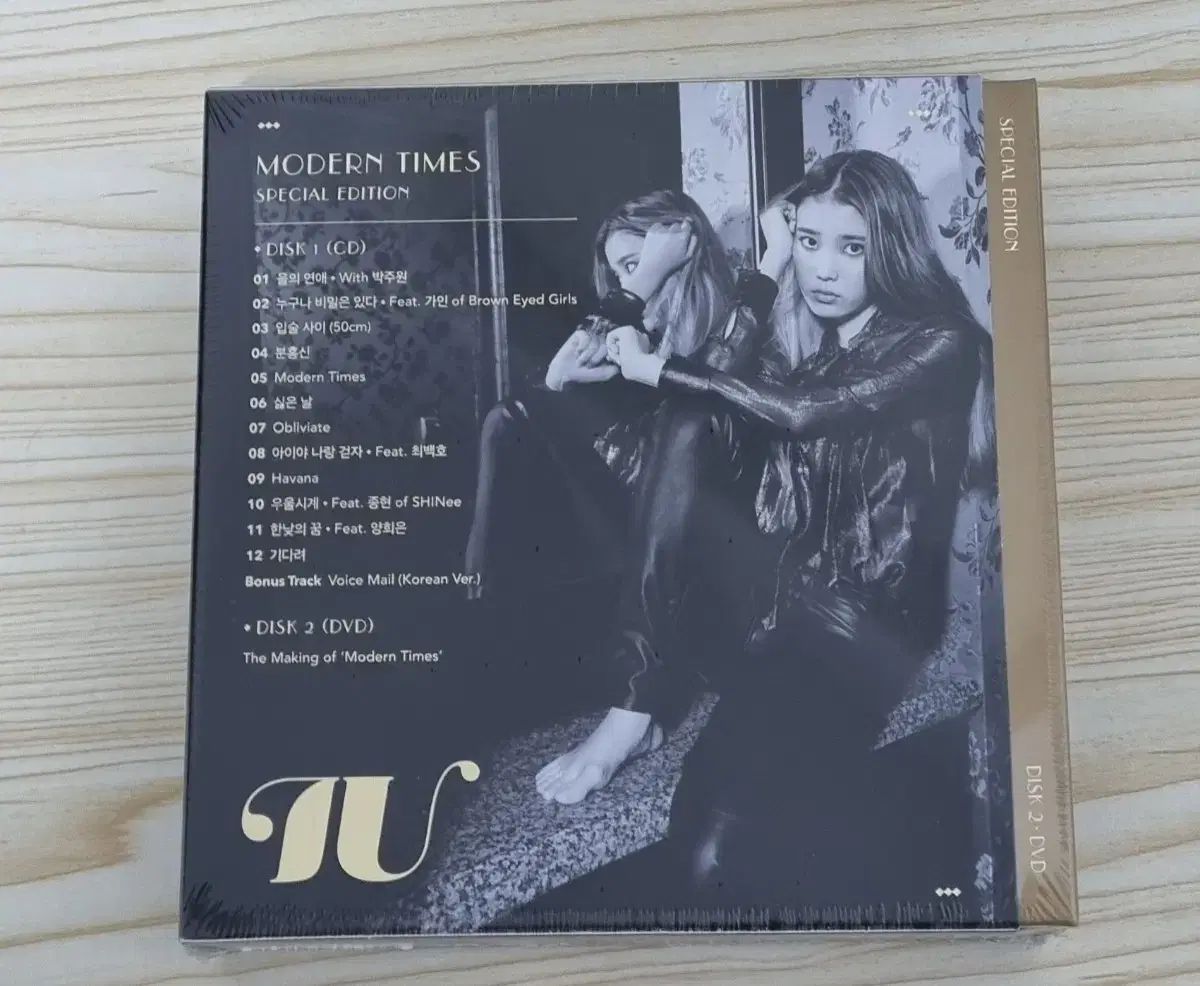 MODERN TIMES
SPECIAL EDITION
• DISK 1 (CD)
01 을의 연애 • With 박주원
02 누구나 비밀은 있다 • Feat. 가인 of Brown Eyed Girls
03 입술 사이 (50cm)
04 분홍신
05 Modern Times
06 싫은 날
07 Obliviate
08 아이야 나랑 걷자 • Feat. 최백호
09 Havana
10 우울시계 • Feat. 종현 of SHINee
11 한낮의 꿈 • Feat. 양희은
12 기다려
Bonus Track Voice Mail (Korean Ver.)
• DISK 2 (DVD)
The Making of ‘Modern Times’
IU
SPECIAL EDITION
DISK 2 · DVD